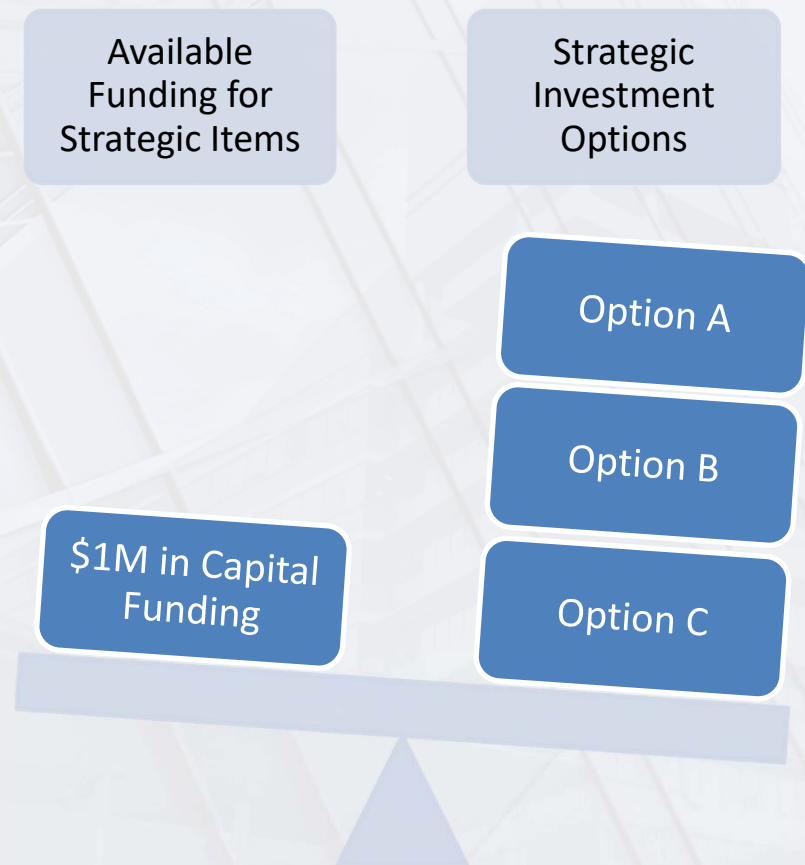 Available
Funding for
Strategic Items
Strategic
Investment
Options
Option A
Option B
$1M in Capital
Funding
Option C